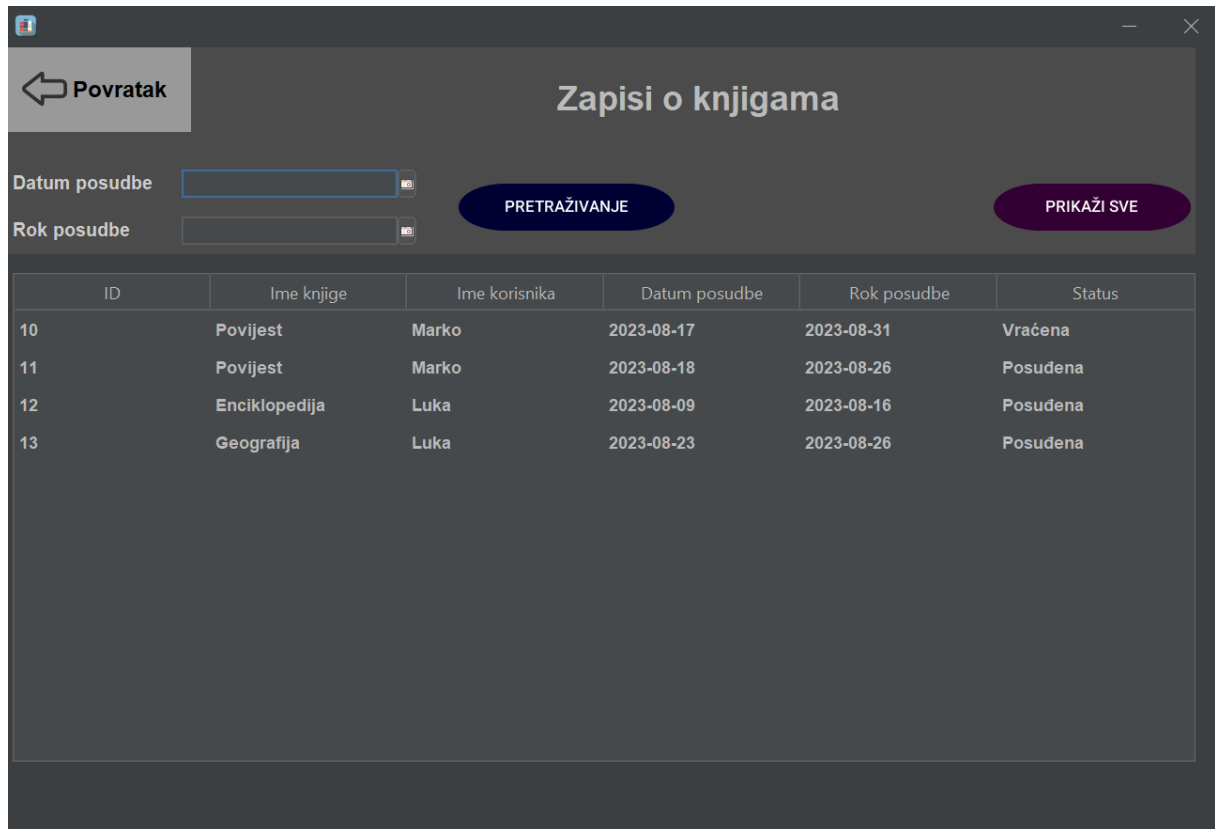 Povratak
Zapisi o knjigama
Datum posudbe
Rok posudbe
PRETRAŽIVANJE
PRIKAŽI SVE
ID Ime knjige Ime korisnika Datum posudbe Rok posudbe Status
10 Povijest Marko 2023-08-17 2023-08-31 Vraćena
11 Povijest Marko 2023-08-18 2023-08-26 Posuđena
12 Enciklopedija Luka 2023-08-09 2023-08-16 Posuđena
13 Geografija Luka 2023-08-23 2023-08-26 Posuđena